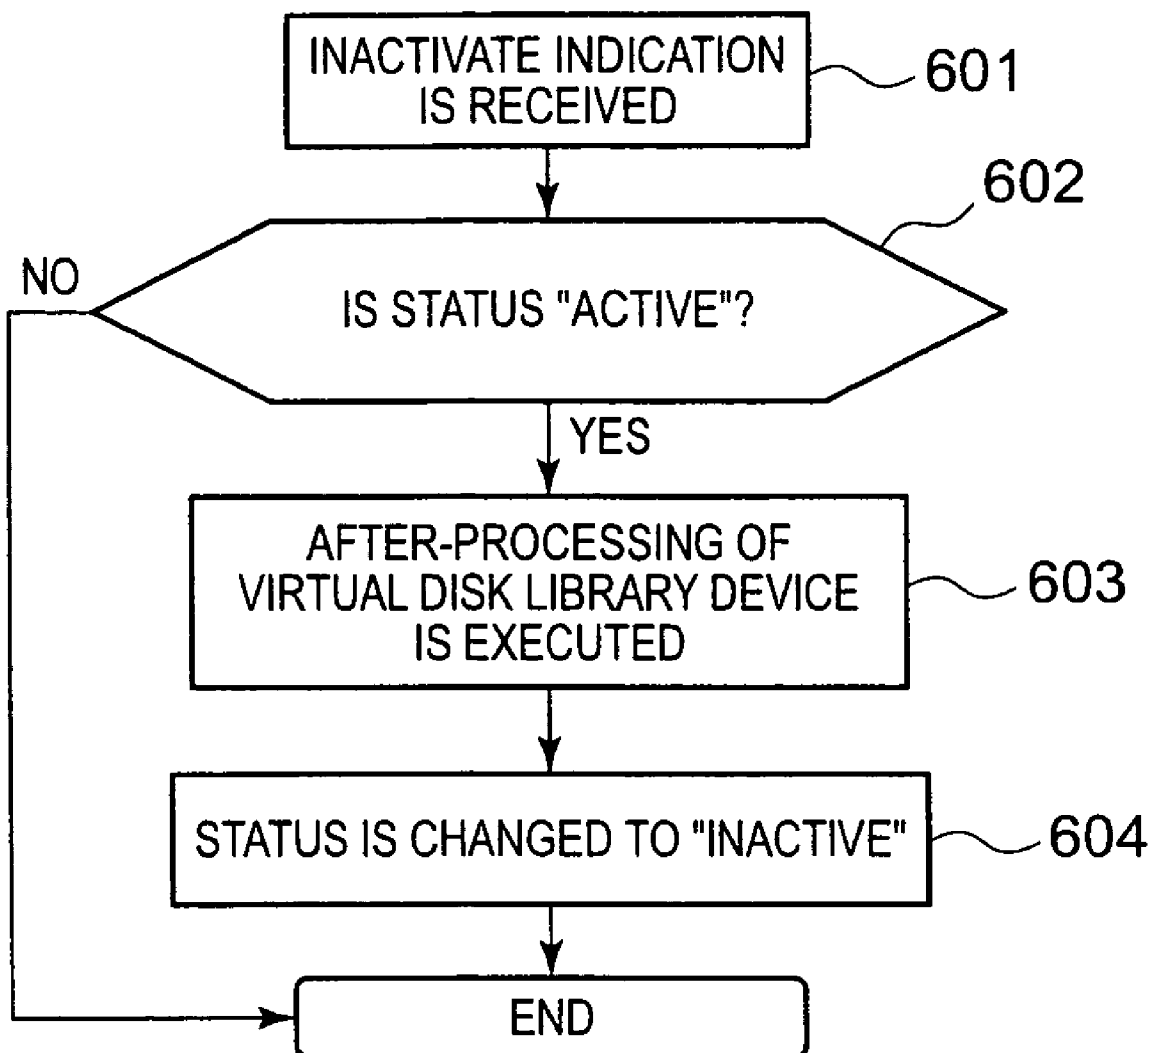 INACTIVATE INDICATION
IS RECEIVED
601
602
NO
IS STATUS "ACTIVE"?
YES
AFTER-PROCESSING OF
VIRTUAL DISK LIBRARY DEVICE
IS EXECUTED
603
STATUS IS CHANGED TO "INACTIVE"
604
END